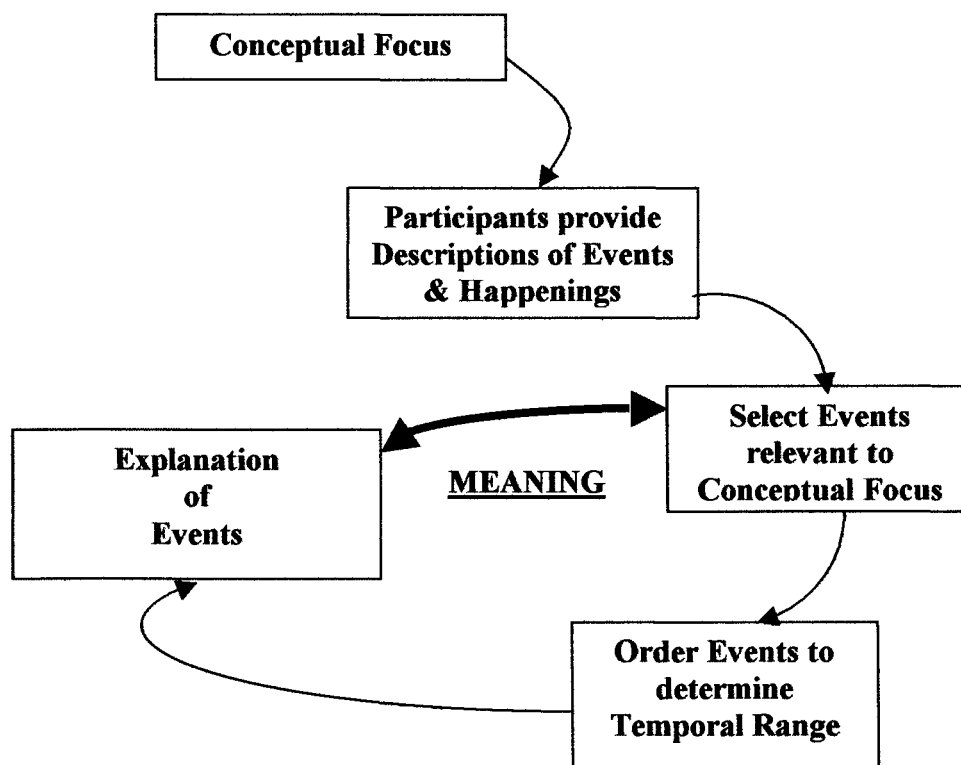 Conceptual Focus
Participants provide
Descriptions of Events
& Happenings
Select Events
relevant to
Conceptual Focus
Explanation
of
Events
MEANING
Order Events to
determine
Temporal Range